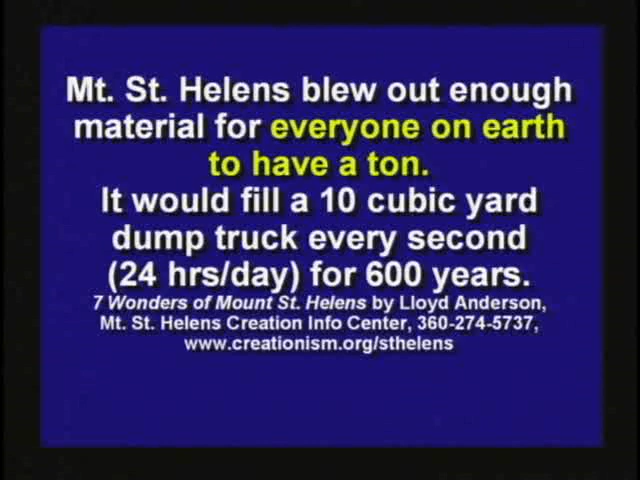 Mt. St. Helens blew out enough
material for everyone on earth
to have a ton.
It would fill a 10 cubic yard
dump truck every second
(24 hrs/day) for 600 years.
7 Wonders of Mount St. Helens by Lloyd Anderson,
Mt. St. Helens Creation Info Center, 360-274-5737,
www.creationism.org/sthelens